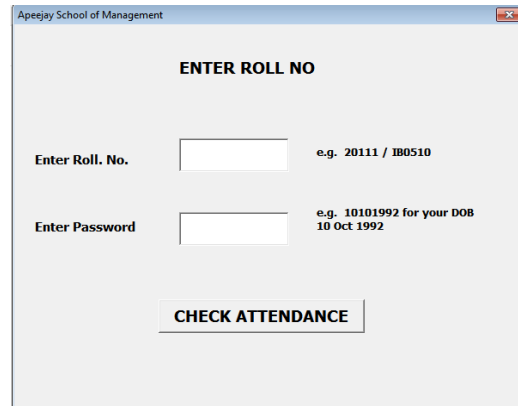 Apeejay School of Management
ENTER ROLL NO
Enter Roll. No.
e.g. 20111 / IB0510
Enter Password
e.g. 10101992 for your DOB
10 Oct 1992
CHECK ATTENDANCE